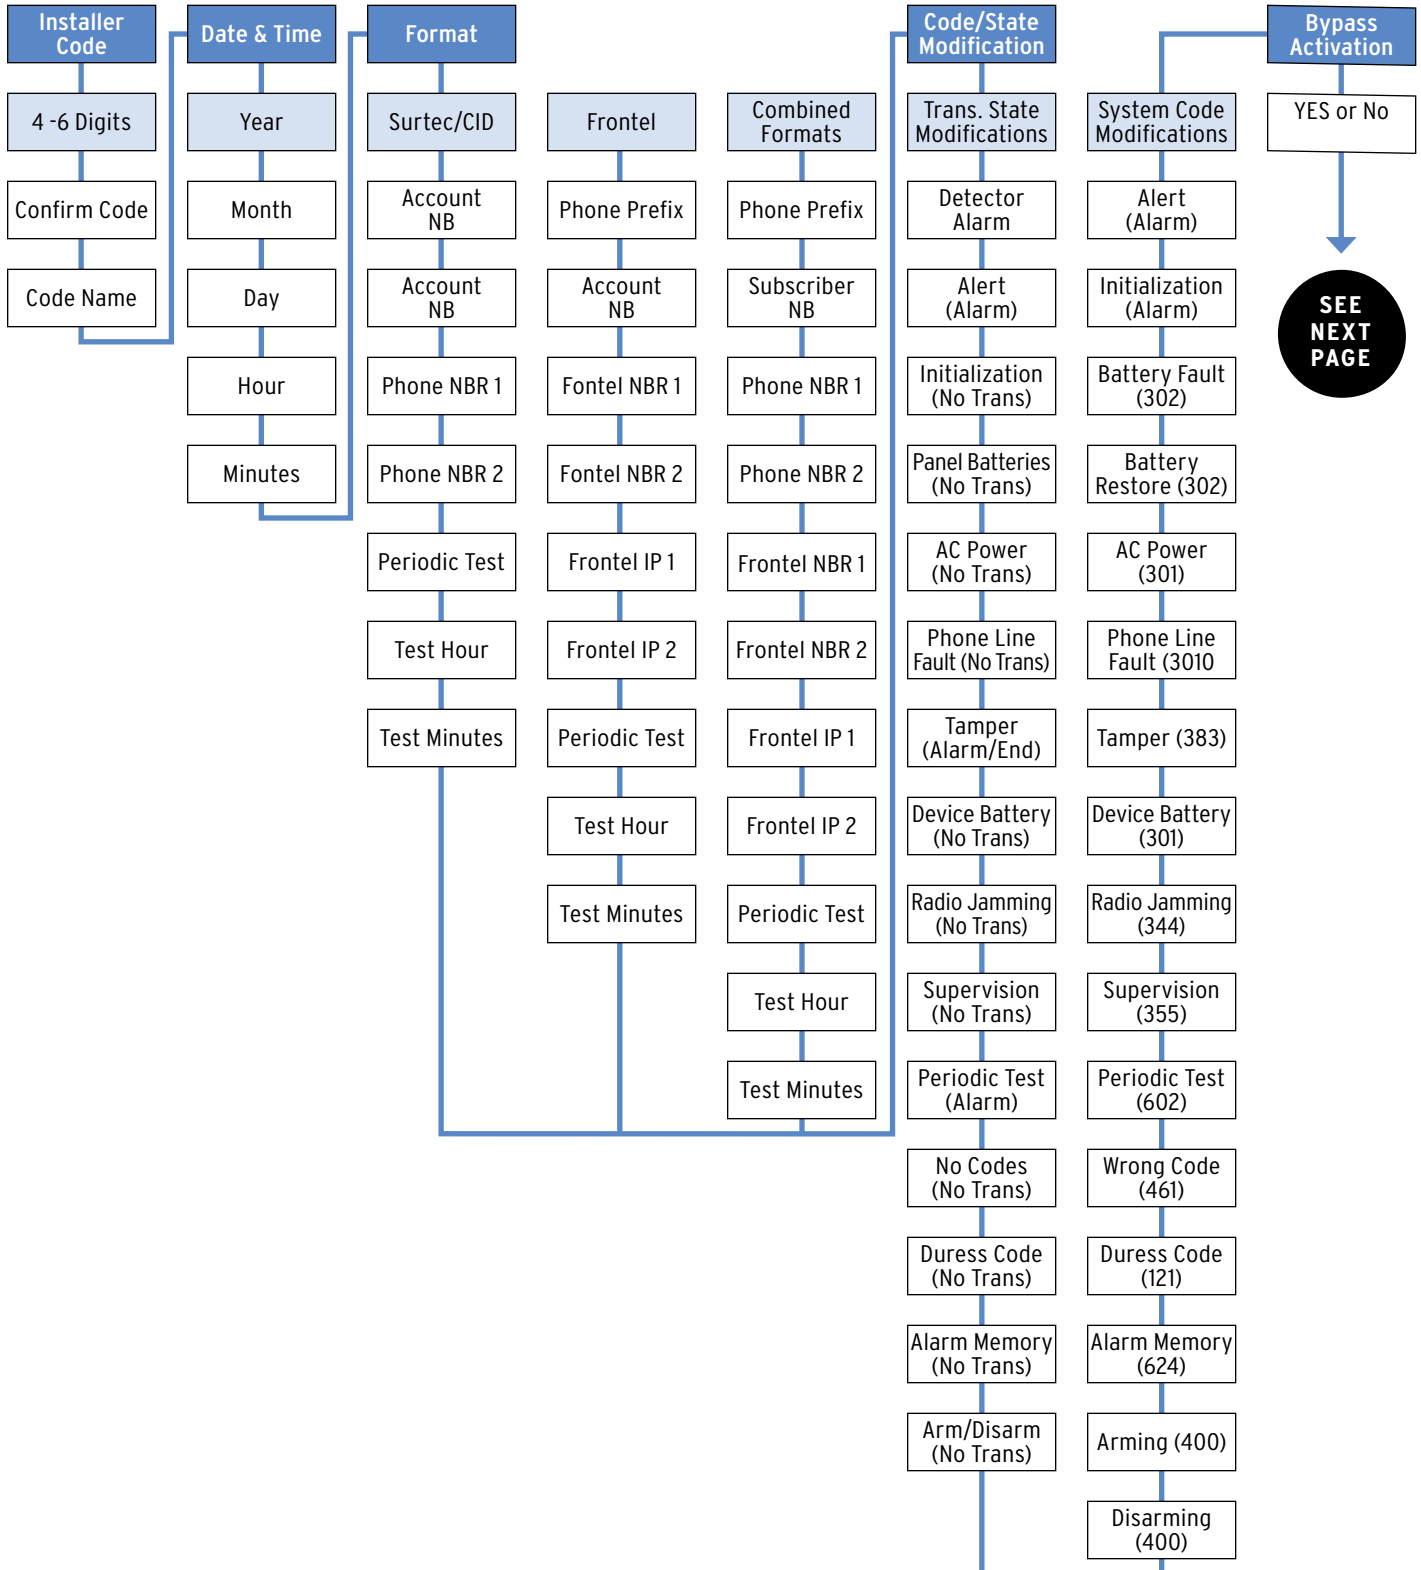 Installer
Code
4 -6 Digits
Confirm Code
Code Name
Date & Time
Year
Month
Day
Hour
Minutes
Format
Surtec/CID
Account
NB
Account
NB
Phone NBR 1
Phone NBR 2
Periodic Test
Test Hour
Test Minutes
Frontel
Phone Prefix
Account
NB
Fontel NBR 1
Fontel NBR 2
Frontel IP 1
Frontel IP 2
Periodic Test
Test Hour
Test Minutes
Combined
Formats
Phone Prefix
Subscriber
NB
Phone NBR 1
Phone NBR 2
Frontel NBR 1
Frontel NBR 2
Frontel IP 1
Frontel IP 2
Periodic Test
Test Hour
Test Minutes
Code/State
Modification
Trans. State
Modifications
Detector
Alarm
Alert
(Alarm)
Initialization
(No Trans)
Panel Batteries
(No Trans)
AC Power
(No Trans)
Phone Line
Fault (No Trans)
Tamper
(Alarm/End)
Device Battery
(No Trans)
Radio Jamming
(No Trans)
Supervision
(No Trans)
Periodic Test
(Alarm)
No Codes
(No Trans)
Duress Code
(No Trans)
Alarm Memory
(No Trans)
Arm/Disarm
(No Trans)
System Code
Modifications
Alert
(Alarm)
Initialization
(Alarm)
Battery Fault
(302)
Battery
Restore (302)
AC Power
(301)
Phone Line
Fault (3010
Tamper (383)
Device Battery
(301)
Radio Jamming
(344)
Supervision
(355)
Periodic Test
(602)
Wrong Code
(461)
Duress Code
(121)
Alarm Memory
(624)
Arming (400)
Disarming
(400)
Bypass
Activation
YES or No
SEE
NEXT
PAGE